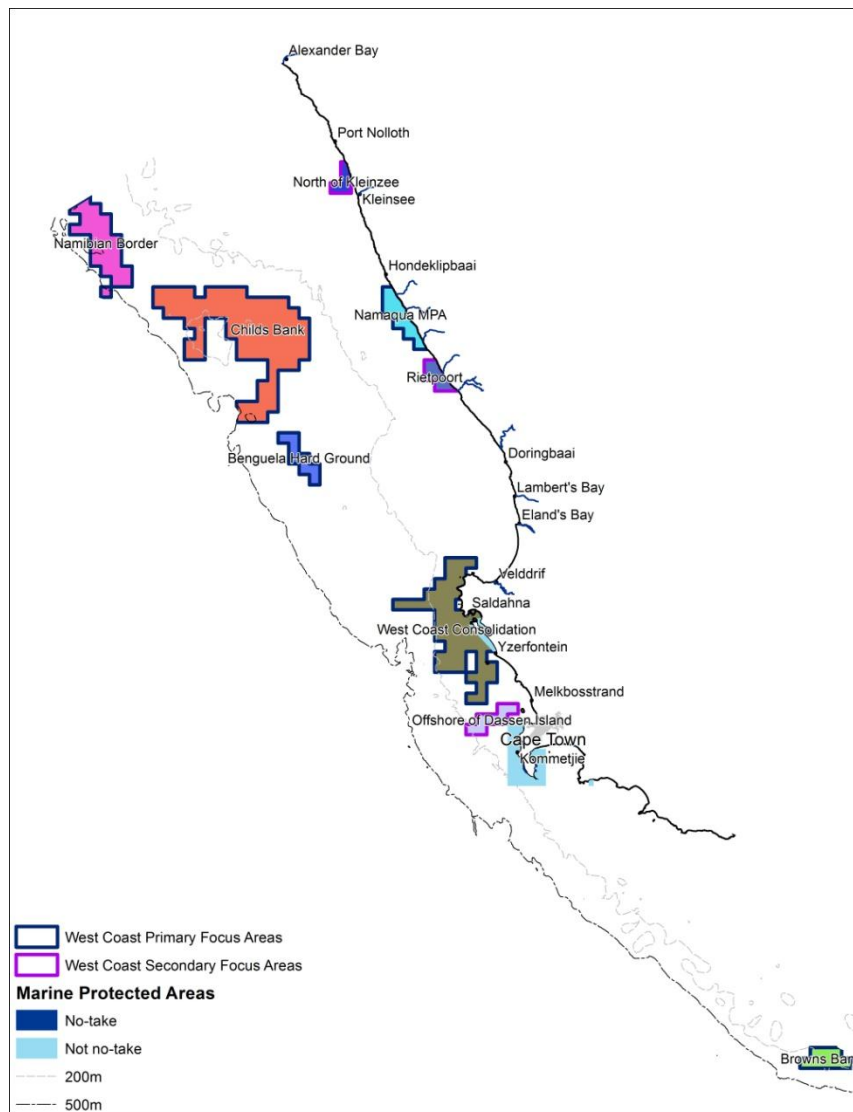 Alexander Bay
Port Nolloth
North of Kleinzee
Kleinsee
Namibian Border
Hondeklipbaai
Namaqua MPA
Childs Bank
Rietpoort
Benguela Hard Ground
Doringbaai
Lambert's Bay
Eland's Bay
Velddrif
Saldahna
West Coast Consolidation
Yzerfontein
Melkbosstrand
Offshore of Dassen Island
Cape Town
Kommetjie
West Coast Primary Focus Areas
West Coast Secondary Focus Areas
Marine Protected Areas
No-take
Not no-take
200m
500m
Browns Ban